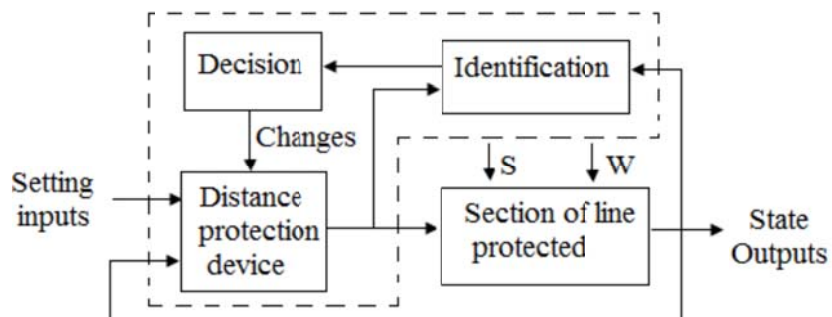 Decision
Identification
Changes
S
W
Setting
inputs
Distance
protection
device
Section of line
protected
State
Outputs